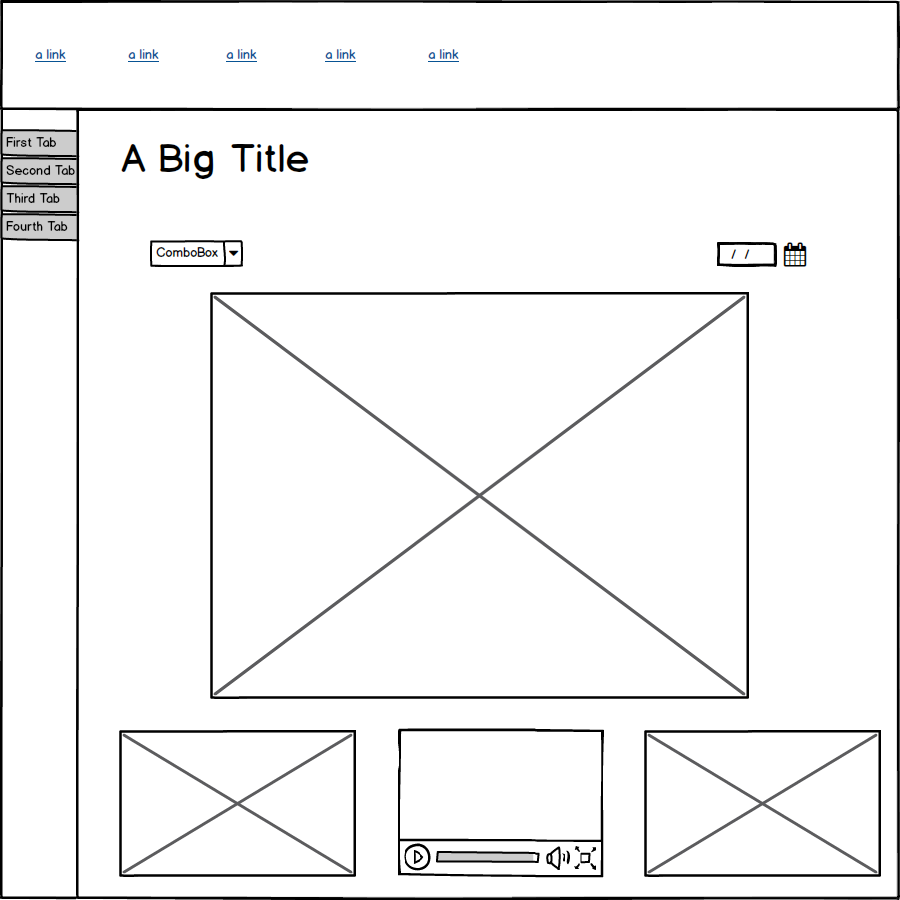 a link a link a link a link a link
First Tab
Second Tab
Third Tab
Fourth Tab
A Big Title
ComboBox
/ /